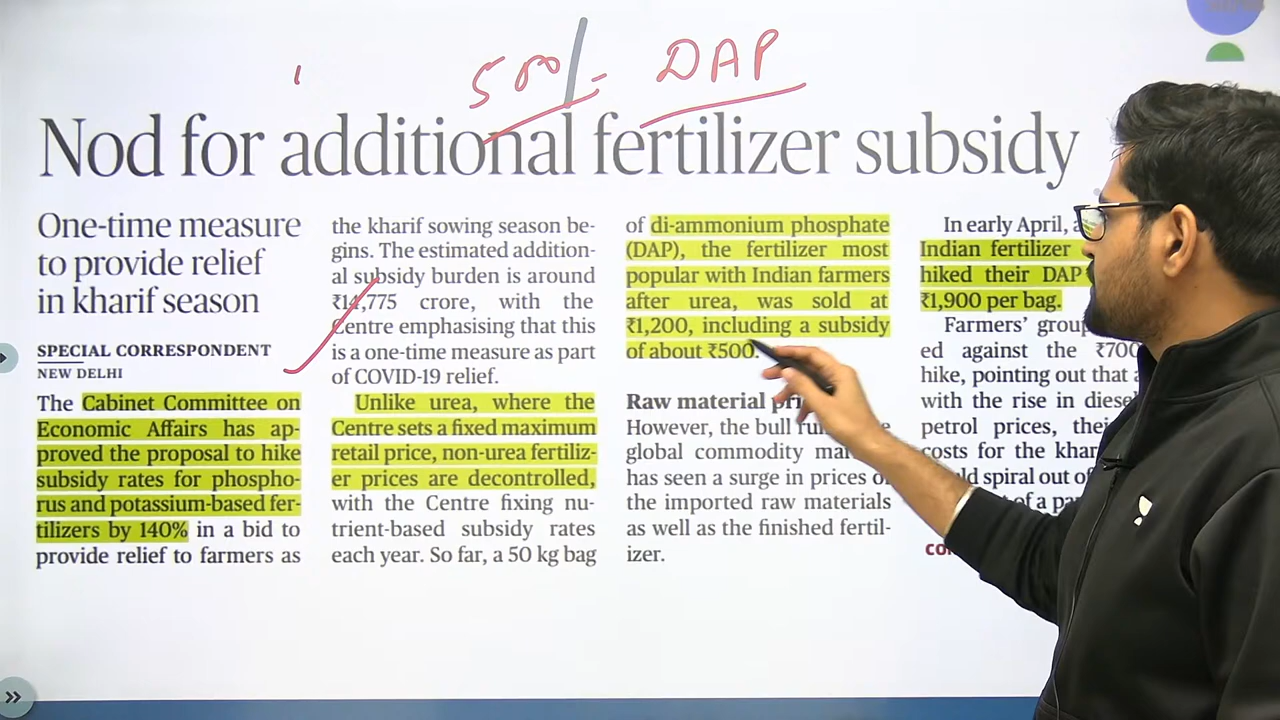 500/- DAP
Nod for additional fertilizer subsidy
One-time measure
to provide relief
in kharif season
SPECIAL CORRESPONDENT
NEW DELHI
The Cabinet Committee on
Economic Affairs has ap-
proved the proposal to hike
subsidy rates for phospho-
rus and potassium-based fer-
tilizers by 140% in a bid to
provide relief to farmers as
the kharif sowing season be-
gins. The estimated addition-
al subsidy burden is around
₹14,775 crore, with the
Centre emphasising that this
is a one-time measure as part
of COVID-19 relief.
Unlike urea, where the
Centre sets a fixed maximum
retail price, non-urea fertiliz-
er prices are decontrolled,
with the Centre fixing nu-
trient-based subsidy rates
each year. So far, a 50 kg bag
of di-ammonium phosphate
(DAP), the fertilizer most
popular with Indian farmers
after urea, was sold at
₹1,200, including a subsidy
of about ₹500.
Raw material
However, the bull
global commodity
has seen a surge in prices
the imported raw materials
as well as the finished fertil-
izer.
In early April,
Indian fertilizer
hiked their DAP
₹1,900 per bag.
Farmers'
ed against the ₹700
hike, pointing out that
with the rise in
petrol prices,
costs for the
spiral out of
of a